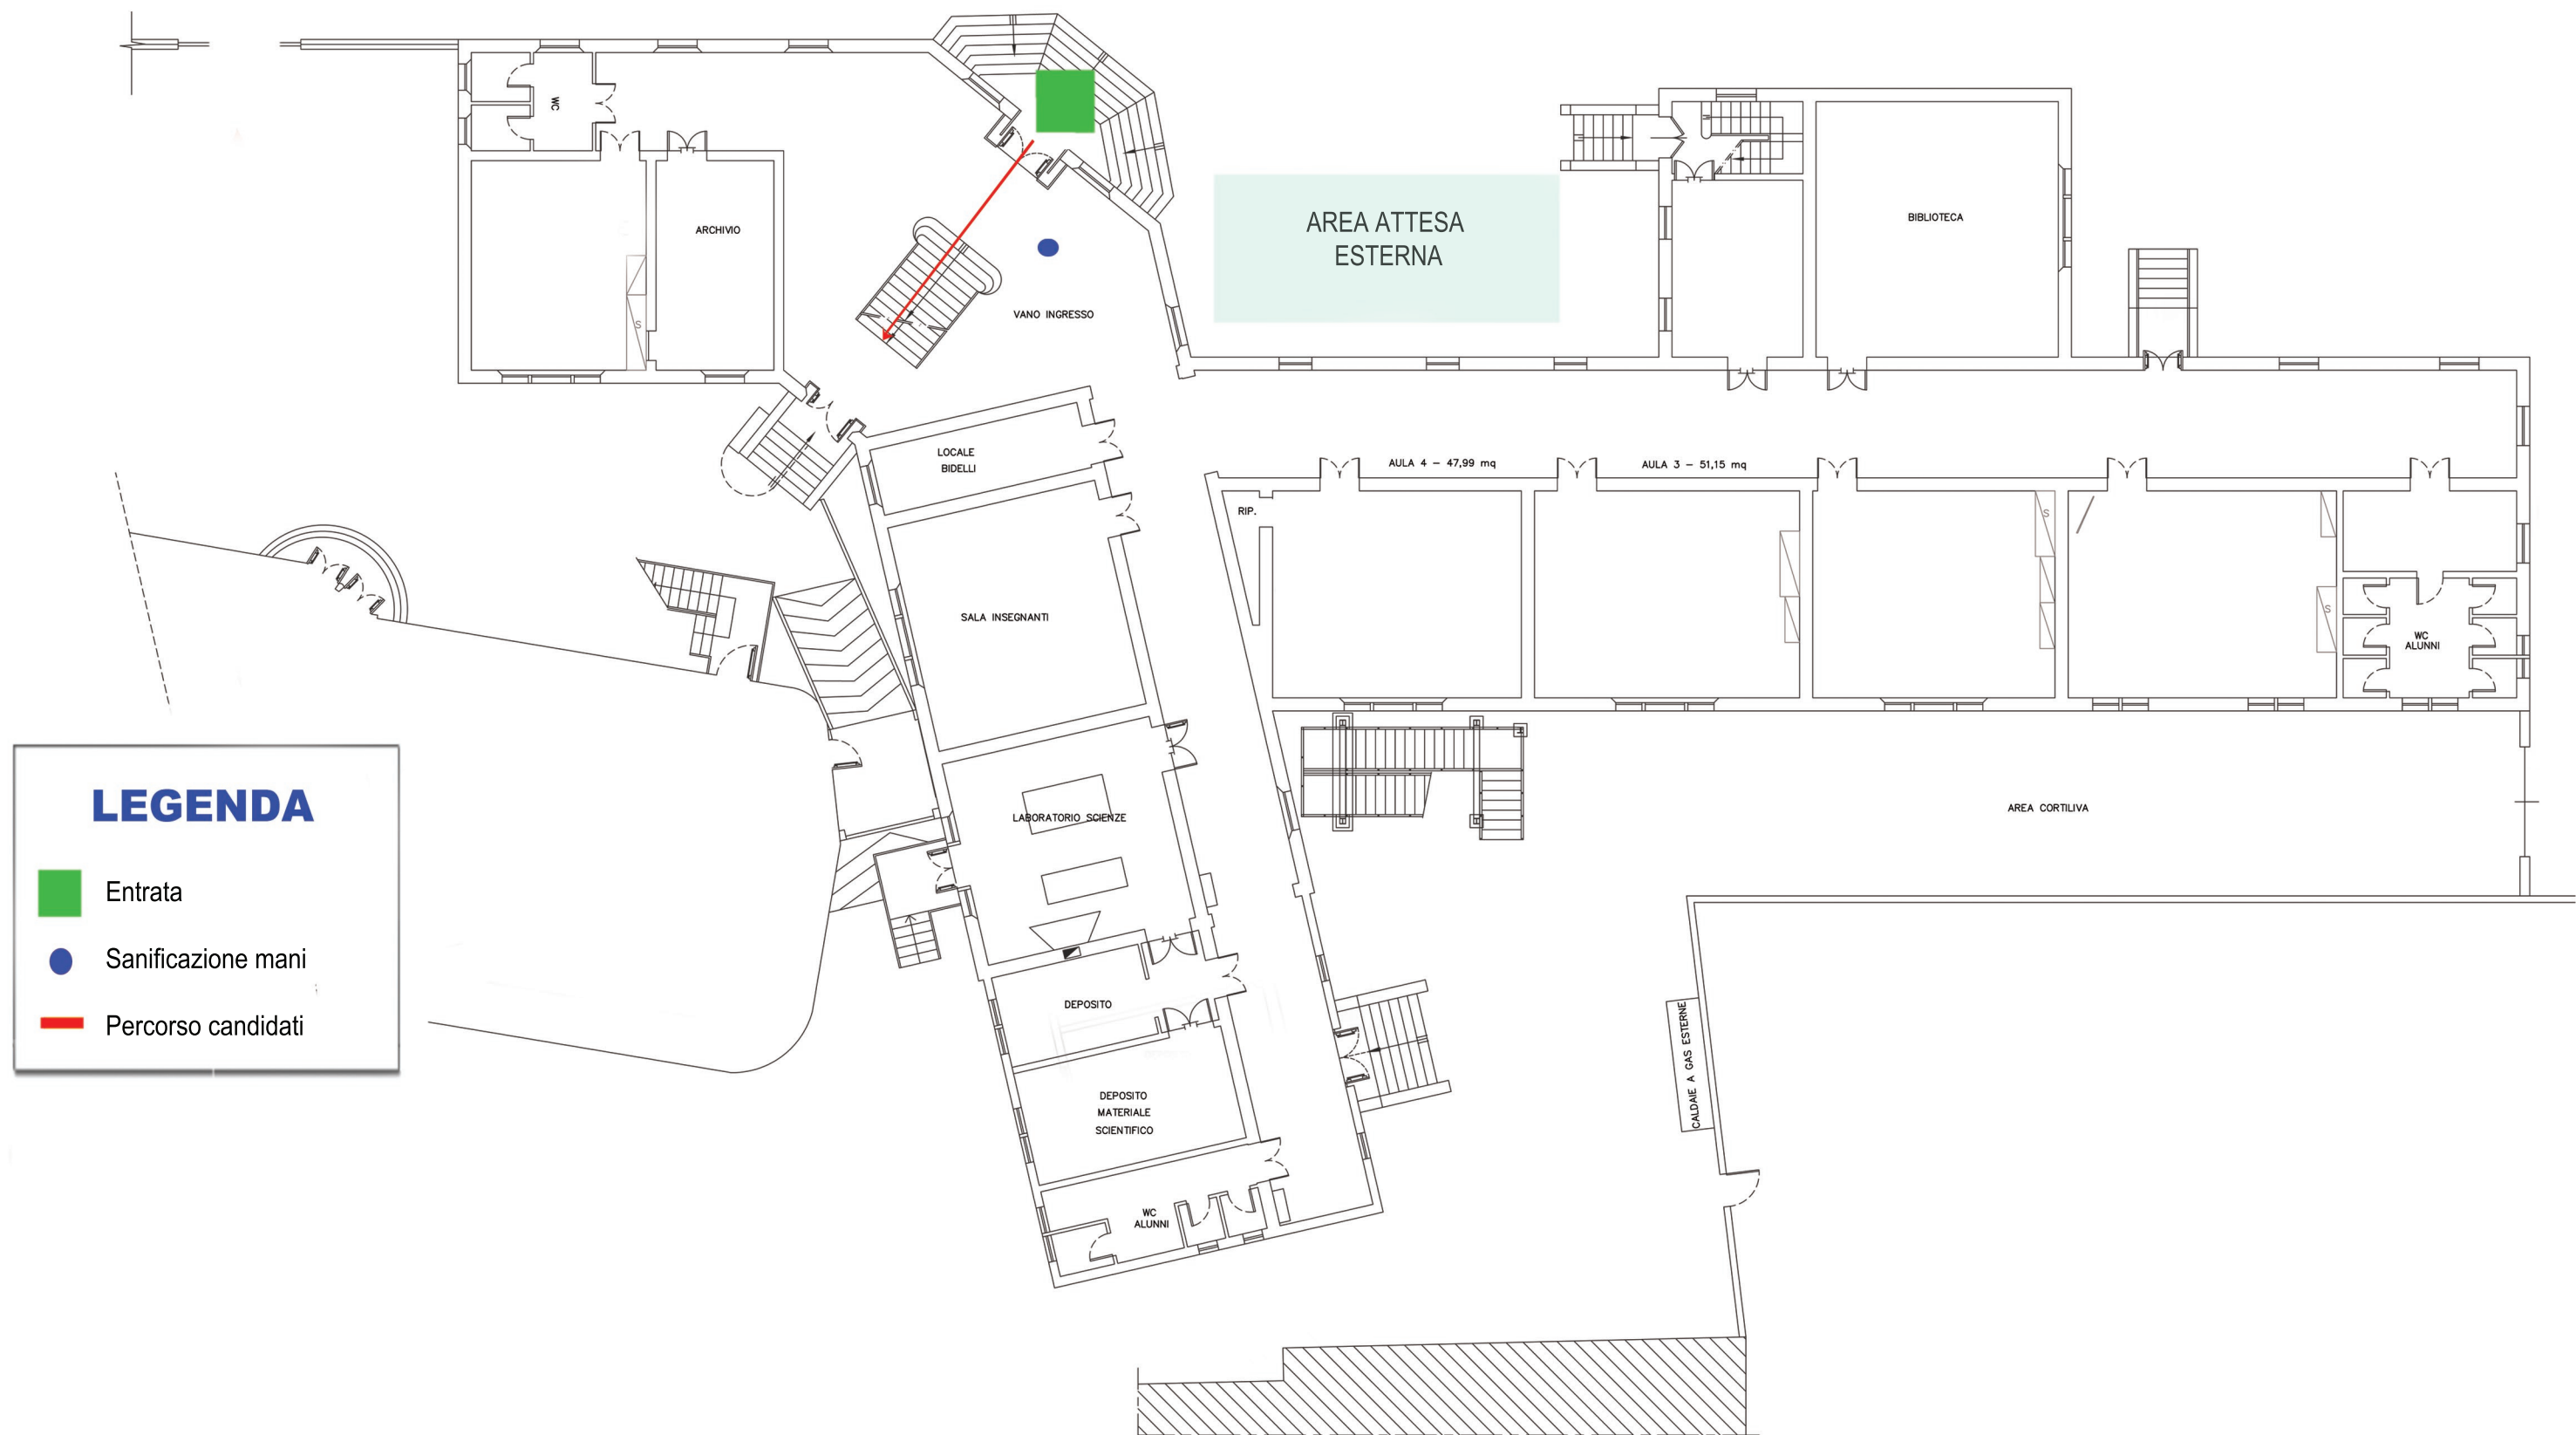 WC
ARCHIVIO
S
AREA ATTESA
ESTERNA
BIBLIOTECA
VANO INGRESSO
LOCALE
BIDELLI
AULA 4 - 47,99 mq
AULA 3 - 51,15 mq
RIP.
S
SALA INSEGNANTI
S
WC
ALUNNI
LEGENDA
Entrata
Sanificazione mani
Percorso candidati
LABORATORIO SCIENZE
AREA CORTILIVA
DEPOSITO
CALDAIE A GAS ESTERNE
DEPOSITO
MATERIALE
SCIENTIFICO
WC
ALUNNI